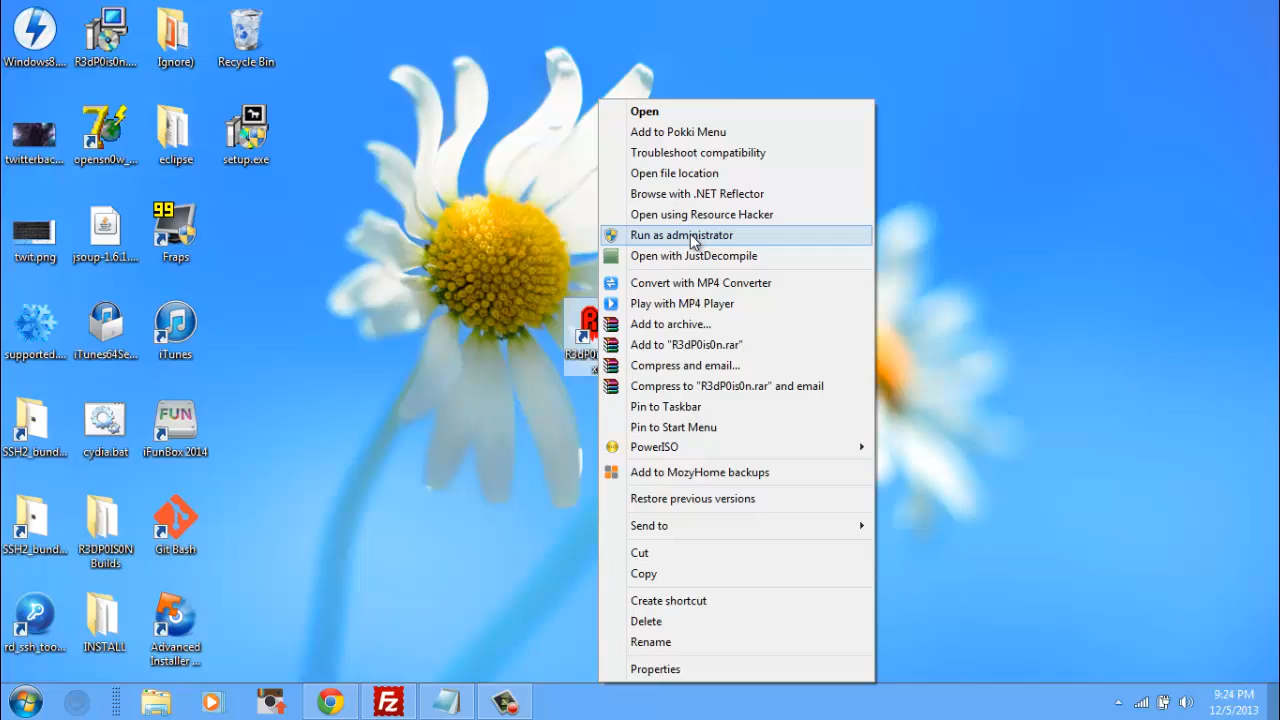 Windows8....
R3dP0is0n....
Ignore)
Recycle Bin
twitterbac...
opensn0w_...
eclipse
setup.exe
twit.png
jsoup-1.6.1....
99
Fraps
supported....
iTunes64Se...
iTunes
SSH2_bund...
cydia.bat
FUN
iFunBox 2014
SSH2_bund...
R3DP0IS0N
Builds
Git Bash
rd_ssh_too...
INSTALL
Advanced
Installer ...
Open
Add to Pokki Menu
Troubleshoot compatibility
Open file location
Browse with .NET Reflector
Open using Resource Hacker
Run as administrator
Open with JustDecompile
Convert with MP4 Converter
Play with MP4 Player
Add to archive...
Add to "R3dP0is0n.rar"
Compress and email...
Compress to "R3dP0is0n.rar" and email
Pin to Taskbar
Pin to Start Menu
PowerISO
Add to MozyHome backups
Restore previous versions
Send to
Cut
Copy
Create shortcut
Delete
Rename
Properties
Fz
9:24 PM
12/5/2013